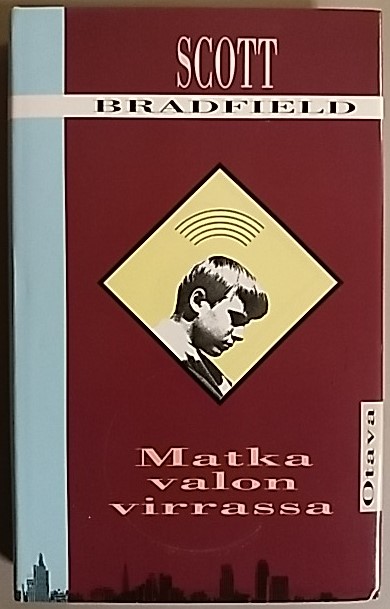 SCOTT
BRADFIELD
Matka
valon
virrassa
Otava